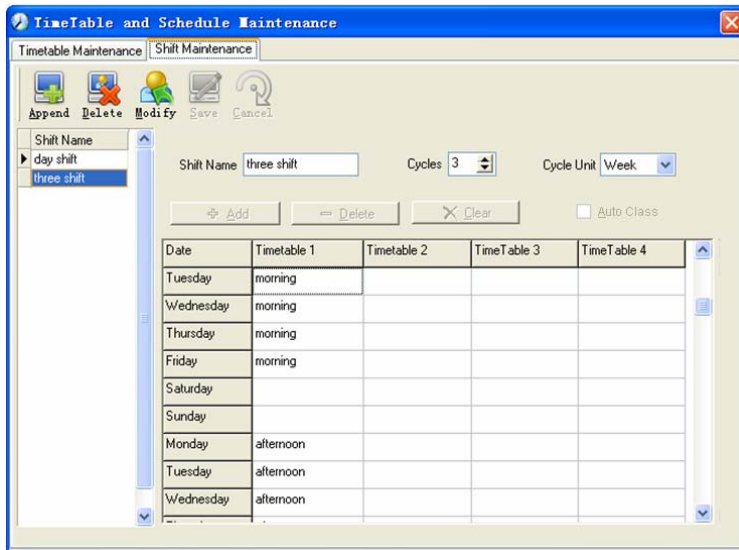 TimeTable and Schedule Maintenance
Timetable Maintenance Shift Maintenance
Append Delete Modify Save Cancel
Shift Name
day shift
three shift
Shift Name three shift Cycles 3 Cycle Unit Week
Add Delete Clear Auto Class
Date Timetable 1 Timetable 2 TimeTable 3 TimeTable 4
Tuesday morning
Wednesday morning
Thursday morning
Friday morning
Saturday
Sunday
Monday afternoon
Tuesday afternoon
Wednesday afternoon